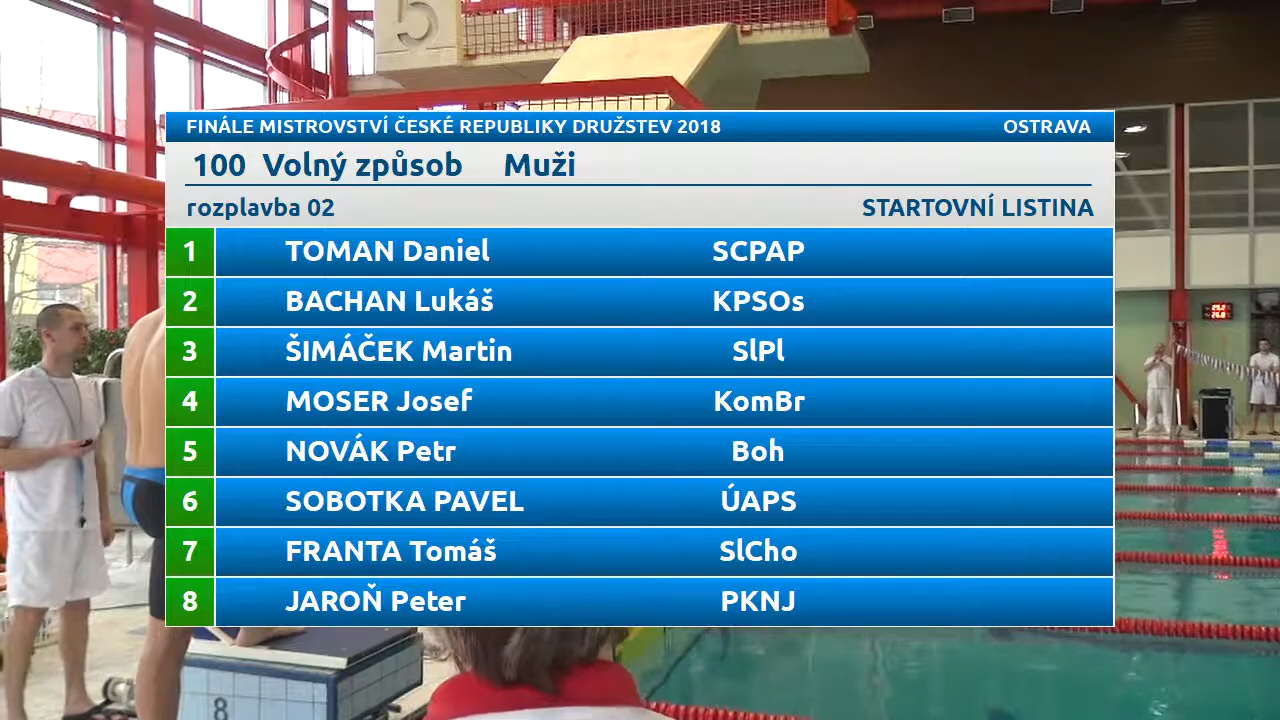 5
FINÁLE MISTROVSTVÍ ČESKÉ REPUBLIKY DRUŽSTEV 2018 OSTRAVA
100 Volný způsob Muži
rozplavba 02 STARTOVNÍ LISTINA
1 TOMAN Daniel SCPAP
2 BACHAN Lukáš KPSOs
3 ŠIMÁČEK Martin SlPl
4 MOSER Josef KomBr
5 NOVÁK Petr Boh
6 SOBOTKA PAVEL ÚAPS
7 FRANTA Tomáš SlCho
8 JAROŇ Peter PKNJ
8